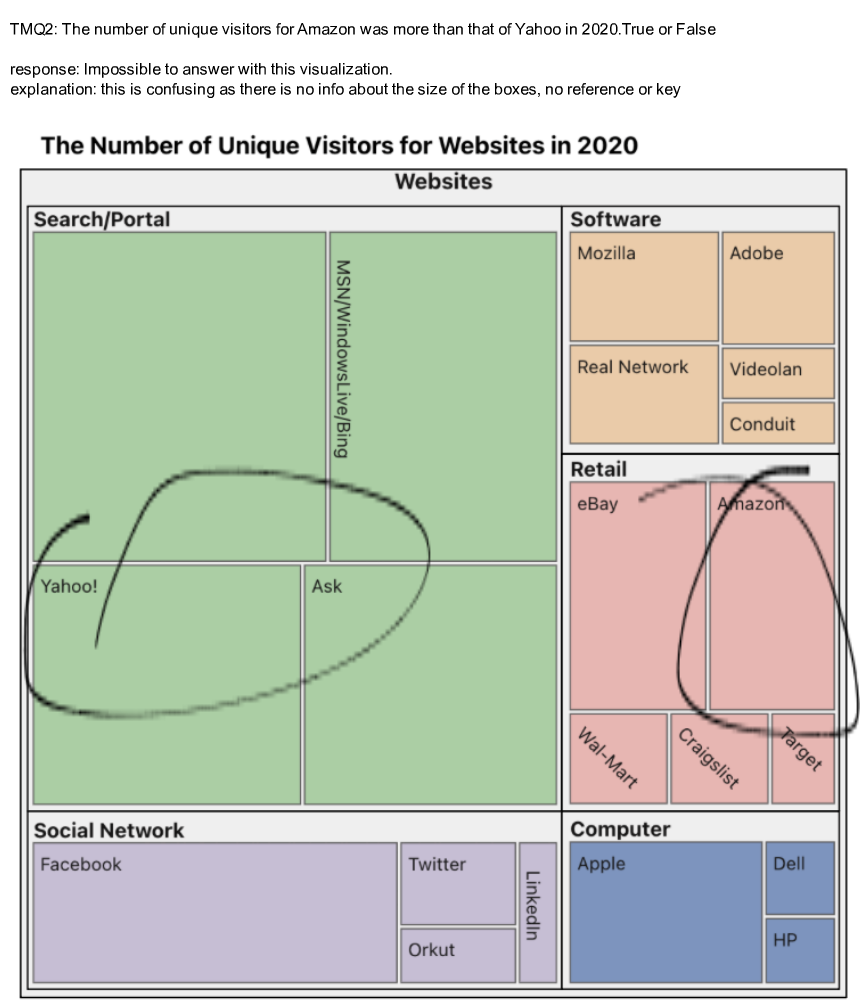 TMQ2: The number of unique visitors for Amazon was more than that of Yahoo in 2020.True or False
response: Impossible to answer with this visualization.
explanation: this is confusing as there is no info about the size of the boxes, no reference or key
The Number of Unique Visitors for Websites in 2020
Websites
Search/Portal
MSN/WindowsLive/Bing
Yahoo!
Ask
Software
Mozilla
Adobe
Real Network
Videolan
Conduit
Retail
eBay
Amazon
Wal-Mart
Craigslist
Target
Social Network
Facebook
Twitter
Orkut
LinkedIn
Computer
Apple
Dell
HP